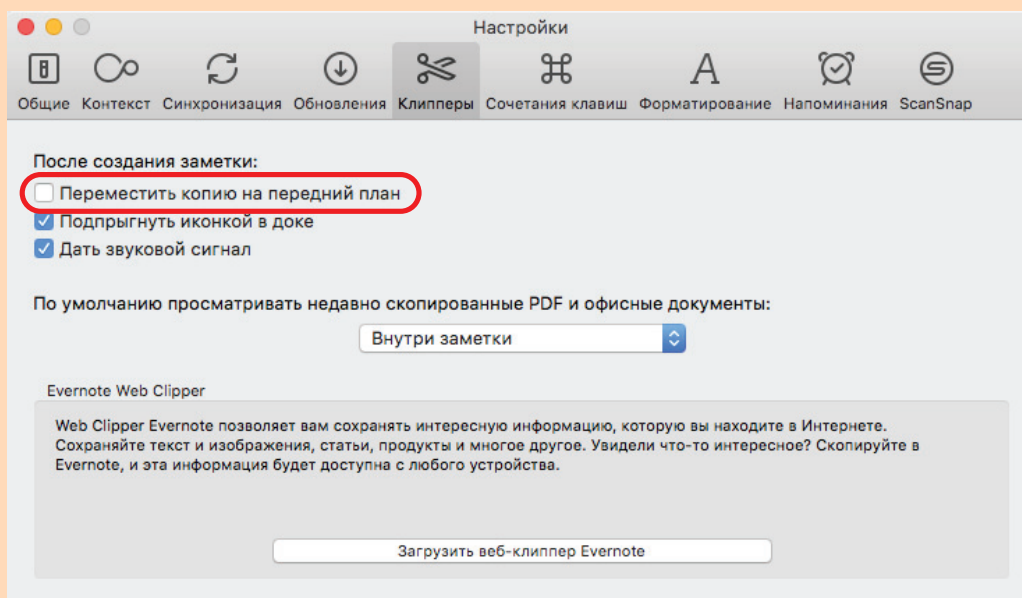 Настройки
Общие Контекст Синхронизация Обновления Клипперы Сочетания клавиш Форматирование Напоминания ScanSnap
После создания заметки:
Переместить копию на передний план
Подпрыгнуть иконкой в доке
Дать звуковой сигнал
По умолчанию просматривать недавно скопированные PDF и офисные документы:
Внутри заметки
Evernote Web Clipper
Web Clipper Evernote позволяет вам сохранять интересную информацию, которую вы находите в Интернете.
Сохраняйте текст и изображения, статьи, продукты и многое другое. Увидели что-то интересное? Скопируйте в
Evernote, и эта информация будет доступна с любого устройства.
Загрузить веб-клиппер Evernote